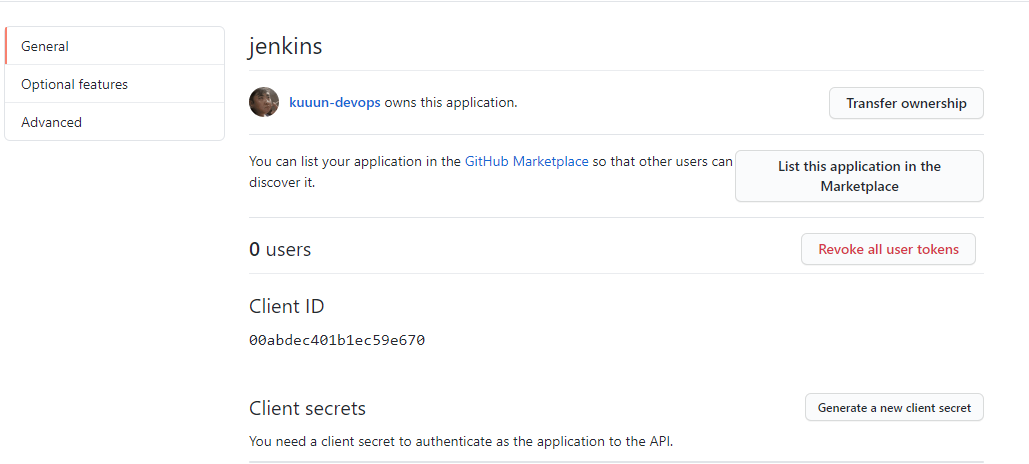 General
Optional features
Advanced
jenkins
kuuun-devops owns this application.
Transfer ownership
You can list your application in the GitHub Marketplace so that other users can
discover it.
List this application in the
Marketplace
0 users
Revoke all user tokens
Client ID
00abdec401b1ec59e670
Client secrets
Generate a new client secret
You need a client secret to authenticate as the application to the API.